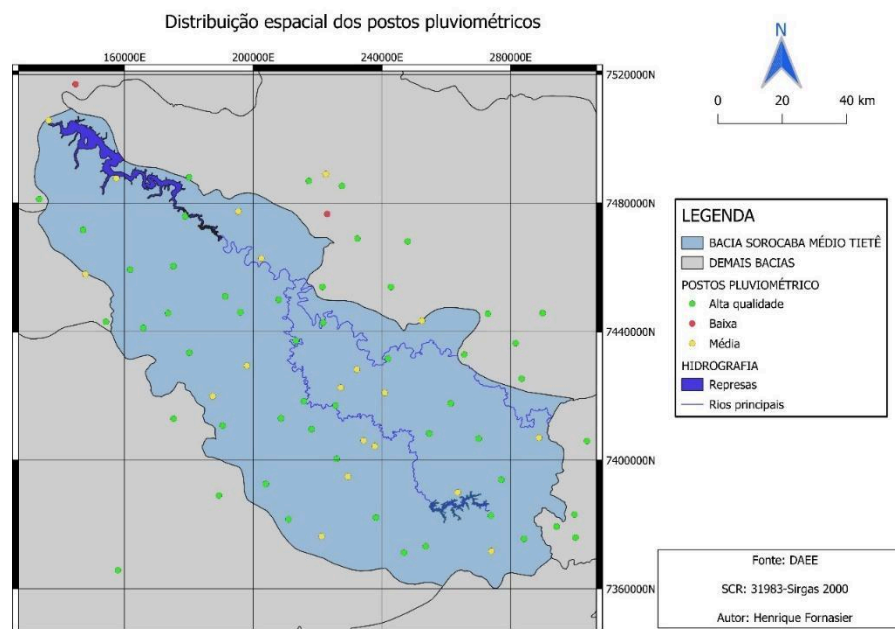 Distribuição espacial dos postos pluviométricos
160000E 200000E 240000E 280000E
7520000N
7480000N
7440000N
7400000N
7360000N
N
0 20 40 km
LEGENDA
BACIA SOROCABA MÉDIO TIETÊ
DEMAIS BACIAS
POSTOS PLUVIOMÉTRICO
Alta qualidade
Baixa
Média
HIDROGRAFIA
Represas
Rios principais
Fonte: DAEE
SCR: 31983-Sirgas 2000
Autor: Henrique Fornasier